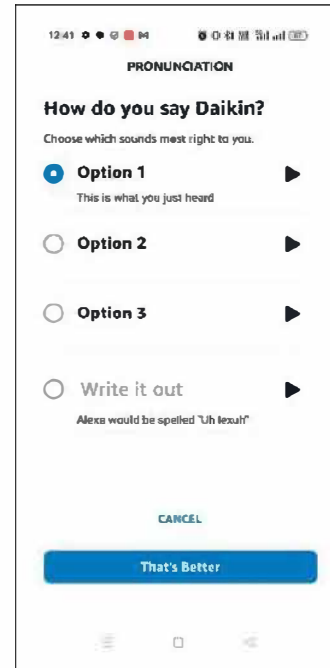 12:41
PRONUNCIATION
How do you say Daikin?
Choose which sounds most right to you.
Option 1
This is what you just heard
Option 2
Option 3
Write it out
Alexa would be spelled "Uh lexuh"
CANCEL
That's Better